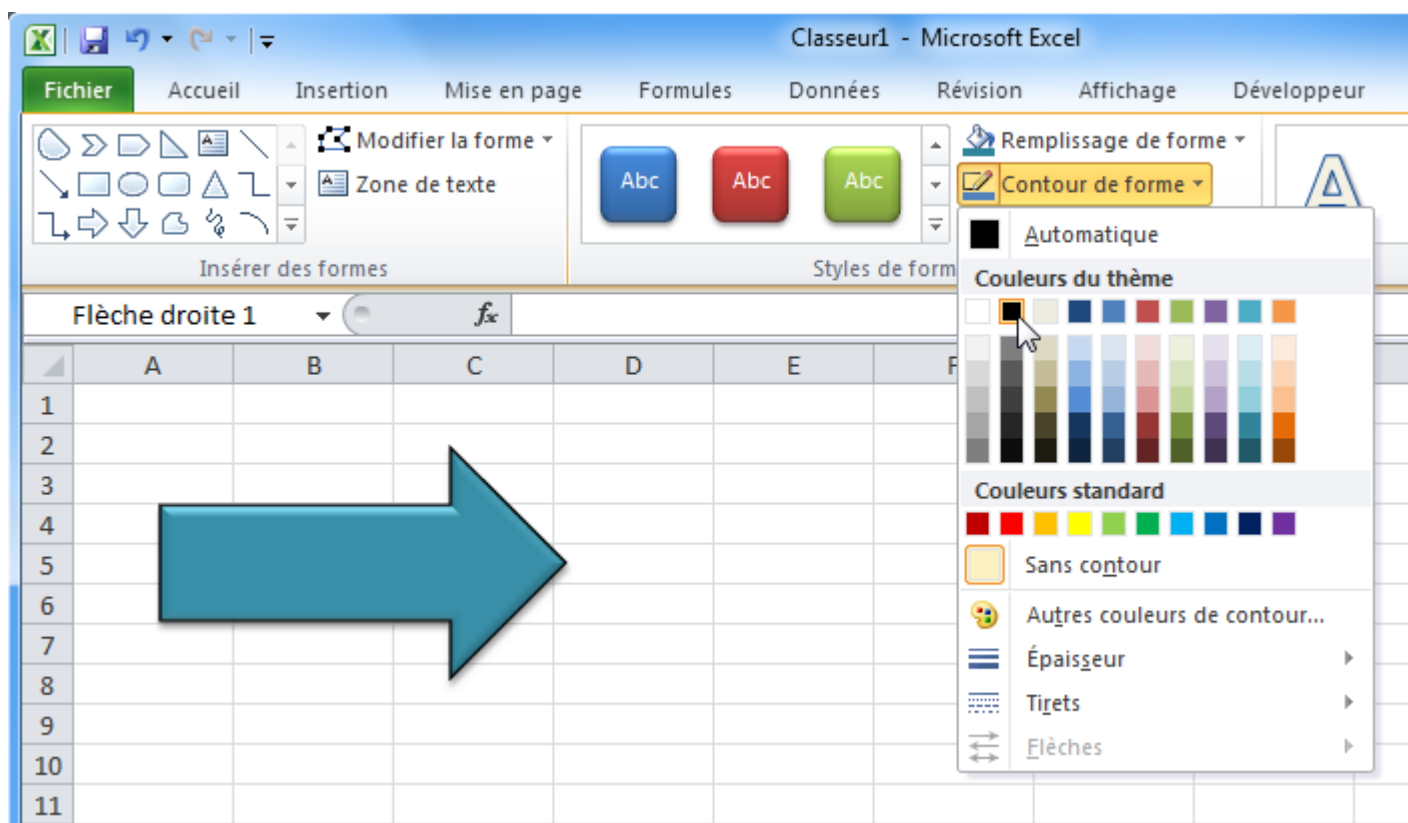 Classeur1 - Microsoft Excel
Fichier Accueil Insertion Mise en page Formules Données Révision Affichage Développeur
Modifier la forme
Zone de texte
Insérer des formes
Abc Abc Abc
Styles de form
Remplissage de forme
Contour de forme
A
Flèche droite 1 fx
Automatique
Couleurs du thème
Couleurs standard
Sans contour
Autres couleurs de contour...
Épaisseur
Tirets
Flèches
A B C D E F
1
2
3
4
5
6
7
8
9
10
11